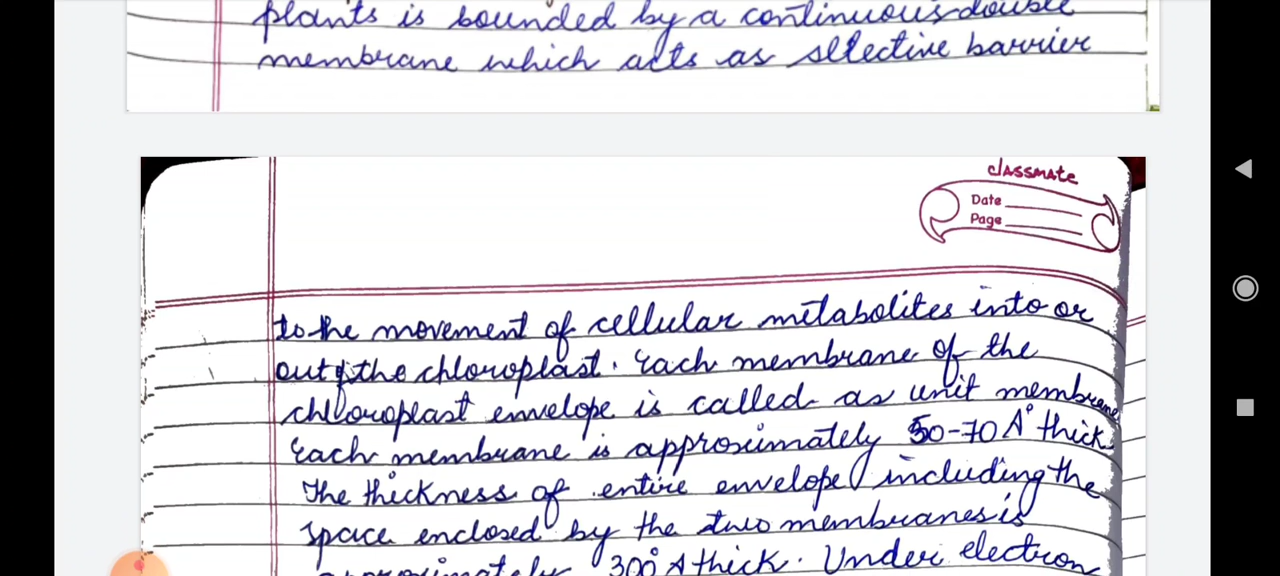 plants is bounded by a continuous double
membrane which acts as sllective barrier
classmate
Date
Page
to the movement of cellular metabolites into or
out of the chloroplast. Each membrane of the
chloroplast envelope is called as unit membrane
Each membrane is approximately 50-70 A° thick.
The thickness of entire envelope including the
space enclosed by the two membranes is
approximately 300°A thick. Under electron